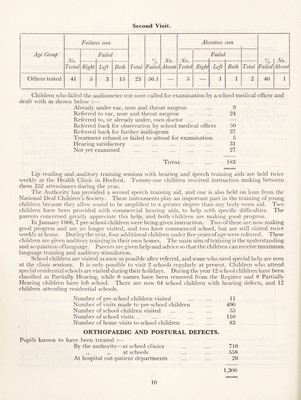 Second Visit.
Failures seen
Absentees seen
Age Group
No. Tested
Failed
Right
Left
Both
Total
% Failed
No. Absent
No. Tested
Failed
Right
Left
Both
Total
% Failed
No. Absent
Others tested 41 5 3 15 23 56.1 — 5 — 1 1 2 40 1
Children who failed the audiometer test were called for examination by a school medical officer and
dealt with as shown below :—
Already under ear, nose and throat surgeon 9
Referred to ear, nose and throat surgeon 24
Referred to, or already under, own doctor —
Referred back for observation by school medical officer
Referred back for further audiogram 37
Treatment refused or failed to attend for examination 5
Hearing satisfactory 31
Not yet examined 27
Total 183
Lip reading and auditory training sessions with hearing and speech training aids are held twice
weekly at the Health Clinic in Hereford. Twenty-one children received instruction making between
them 252 attendances during the year.
The Authority has provided a second speech training aid, and one is also held on loan from the
National Deaf Children's Society. These instruments play an important part in the training of young
children because they allow sound to be amplified to a greater degree than any body worn aid. Two
children have been provided with commercial hearing aids, to help with specific difficulties. The
parents concerned greatly appreciate this help, and both children are making good progress.
In January 1966, 7 pre-school children were being given instruction. Two of these are now making
good progress and are no longer visited, and two have commenced school, but are still visited twice
weekly at home. During the year, four additional children under five years of age were referred. These
children are given auditory training in their own homes. The main aim of training is the understanding
and acquisition of language. Parents are given help and advice so that the children can receive maximum
language training and auditory stimulation.
School children are visited as soon as possible after referral, and some who need special help are seen
at the clinic sessions. It is only possible to visit 2 schools regularly at present. Children who attend
special residential schools are visited during their holidays. During the year 12 school children have been
classified as Partially Hearing, while 6 names have been removed from the Register and 8 Partially
Hearing children have left school. There are now 64 school children with hearing defects, and 12
children attending residential schools.
Number of pre-school children visited 11
Number of visits made to pre-school children 490
Number of school children visited 55
Number of school visits 110
Number of home visits to school children 83
ORTHOPAEDIC AND POSTURAL DEFECTS.
Pupils known to have been treated :—
By the authority—at school clinics 716
,, ,, at schools 558
At hospital out-patient departments 26
1,300
10